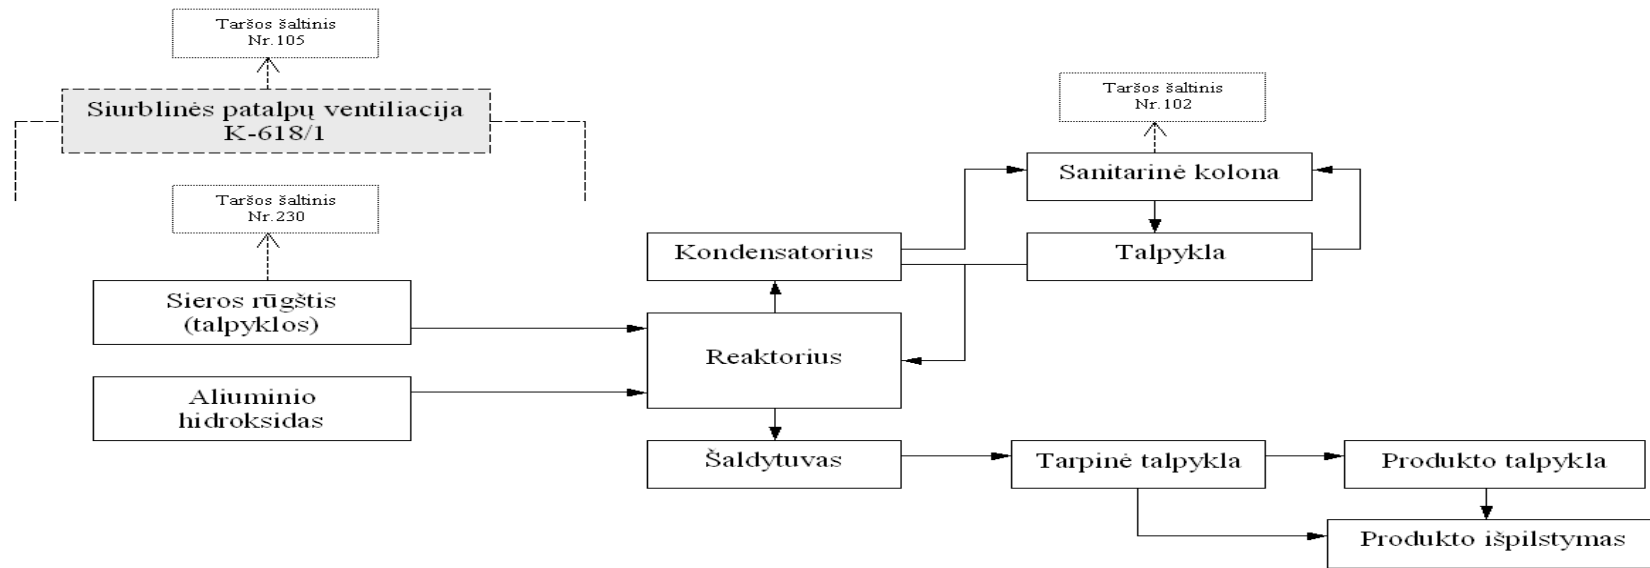 Taršos šaltinis
Nr.105
Siurblinės patalpų ventiliacija
K-618/1
Taršos šaltinis
Nr.102
Sanitarinė kolona
Taršos šaltinis
Nr.230
Kondensatorius
Talpykla
Sieros rūgštis
(talpyklos)
Reaktorius
Aliuminio
hidroksidas
Šaldytuvas
Tarpinė talpykla
Produkto talpykla
Produkto išpilstymas